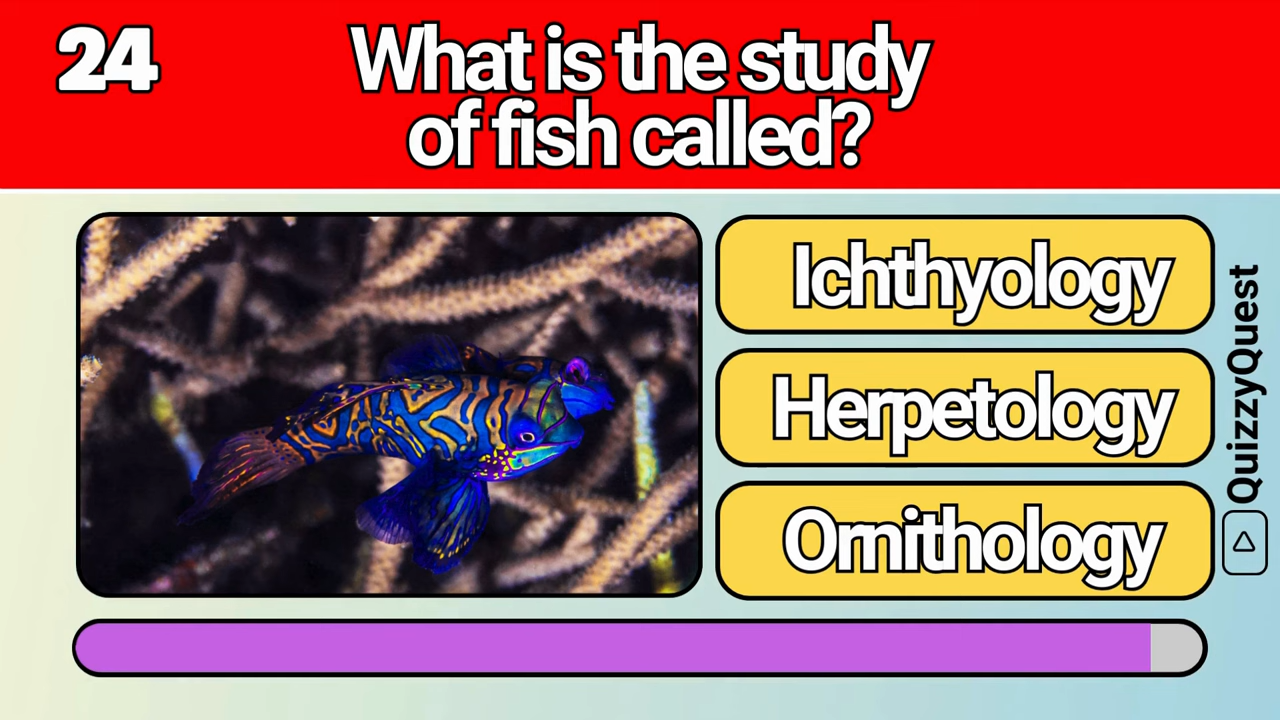 24
What is the study
of fish called?
Ichthyology
Herpetology
Ornithology
QuizzyQuest